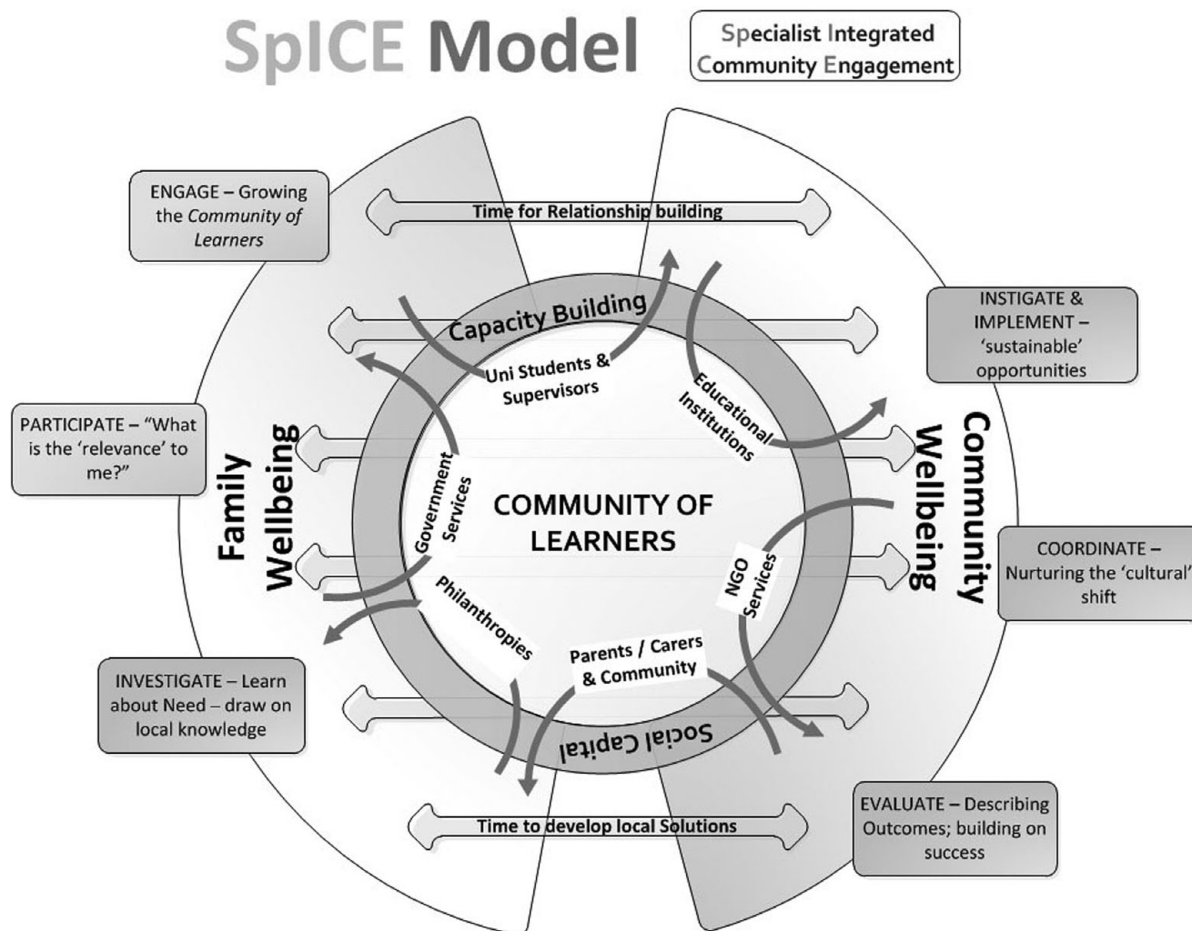 SpICE Model
Specialist Integrated
Community Engagement
ENGAGE – Growing
the Community of
Learners
Time for Relationship building
INSTIGATE &
IMPLEMENT –
‘sustainable’
opportunities
Capacity Building
Uni Students &
Supervisors
Educational
Institutions
PARTICIPATE – “What
is the ‘relevance’ to
me?”
Family
Wellbeing
Government
Services
COMMUNITY OF
LEARNERS
Community
Wellbeing
NGO
Services
COORDINATE –
Nurturing the ‘cultural’
shift
Philanthropies
Parents / Carers
& Community
INVESTIGATE – Learn
about Need – draw on
local knowledge
Social Capital
Time to develop local Solutions
EVALUATE – Describing
Outcomes; building on
success